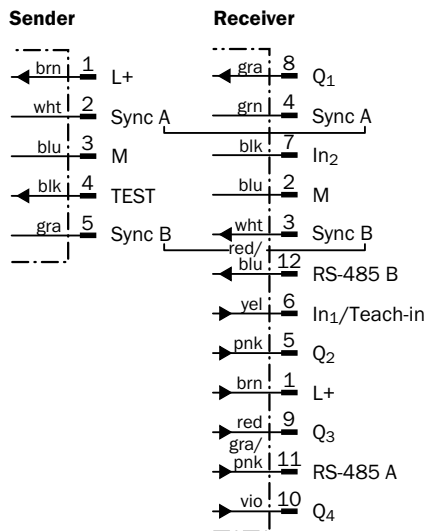 Sender
brn 1 L+
wht 2 Sync A
blu 3 M
blk 4 TEST
gra 5 Sync B
Receiver
gra 8 Q1
grn 4 Sync A
blk 7 In2
blu 2 M
wht 3 Sync B
red/
blu 12 RS-485 B
yel 6 In1/Teach-in
pnk 5 Q2
brn 1 L+
red 9 Q3
gra/
pnk 11 RS-485 A
vio 10 Q4